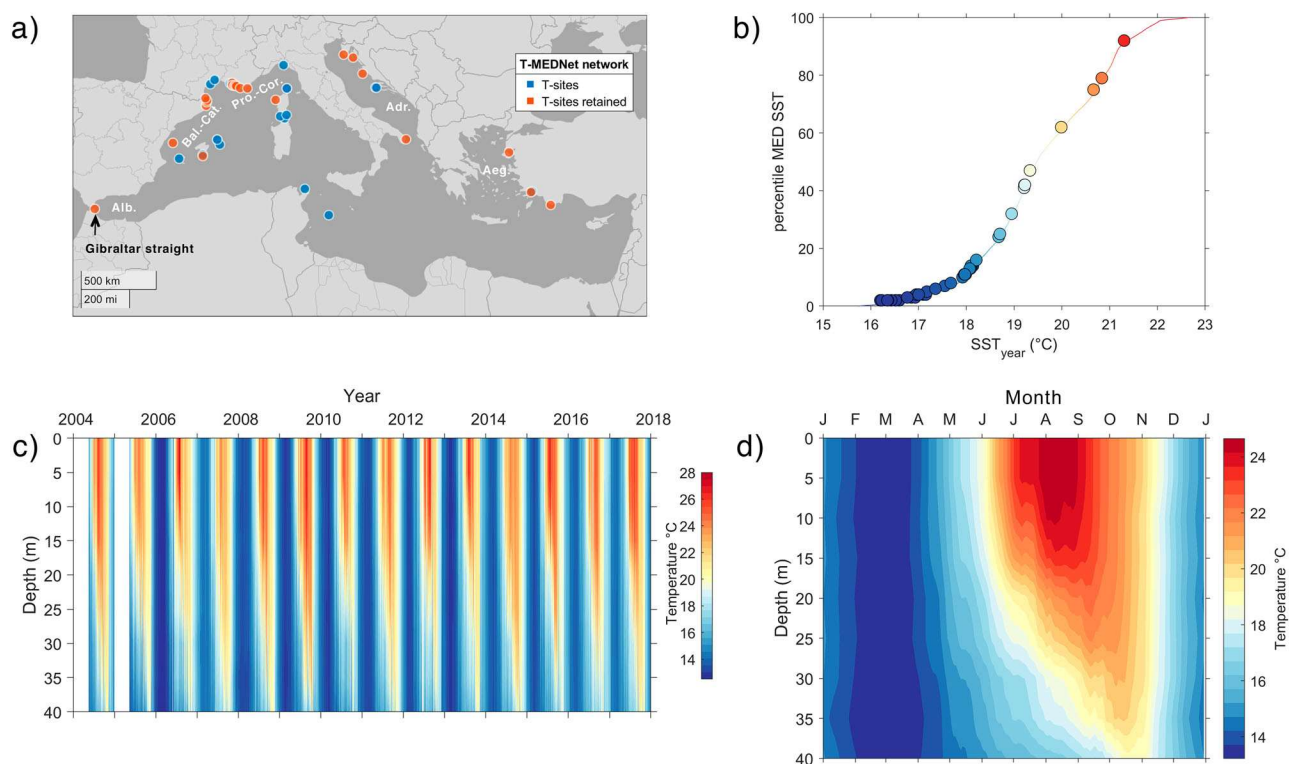 a)
T-MEDNet network
T-sites
T-sites retained
Pro.-Cor.
Bal.-Cat.
Adr.
Aeg.
Alb.
Gibraltar straight
500 km
200 mi
b)
percentile MED SST
100
80
60
40
20
0
15 16 17 18 19 20 21 22 23
SSTyear (°C)
c)
Year
2004 2006 2008 2010 2012 2014 2016 2018
Depth (m)
0
5
10
15
20
25
30
35
40
28
26
24
22
20
18
16
14
Temperature °C
d)
Month
J F M A M J J A S O N D J
Depth (m)
0
5
10
15
20
25
30
35
40
24
22
20
18
16
14
Temperature °C